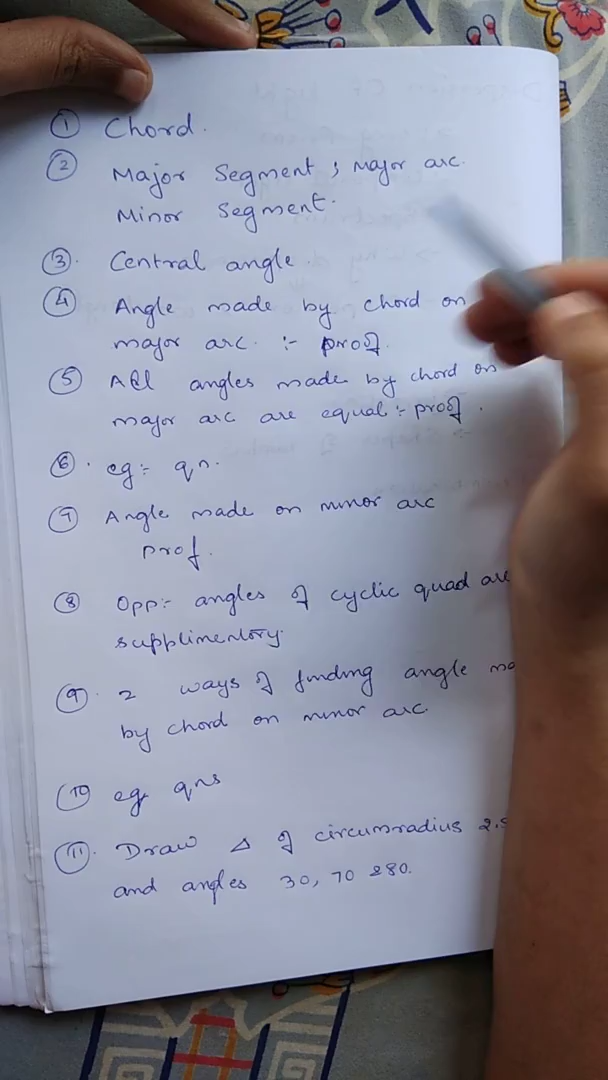 ① Chord.
② Major Segment ; Major arc.
Minor Segment.
③. Central angle.
④ Angle made by chord on
major arc. :- proof.
⑤ All angles made by chord on
major arc are equal :- proof.
⑥. eg:- qn.
⑦ Angle made on minor arc
prof.
⑧ Opp:- angles of cyclic quad are
supplimentory.
⑨. 2 ways of finding angle
by chord on minor arc.
⑩ eg. qns
⑪. Draw Δ of circumradius
and angles 30, 70 & 80.